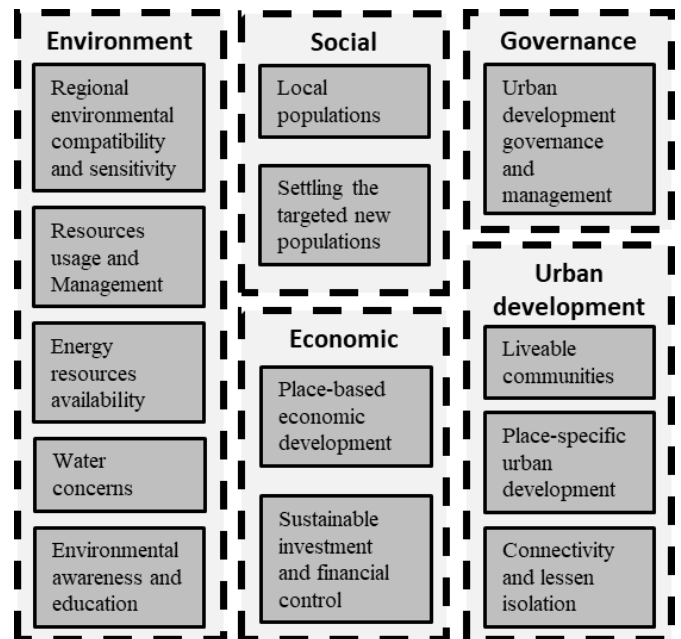 Environment
Regional
environmental
compatibility
and sensitivity
Resources
usage and
Management
Energy
resources
availability
Water
concerns
Environmental
awareness and
education
Social
Local
populations
Settling the
targeted new
populations
Economic
Place-based
economic
development
Sustainable
investment
and financial
control
Governance
Urban
development
governance
and
management
Urban
development
Liveable
communities
Place-specific
urban
development
Connectivity
and lessen
isolation